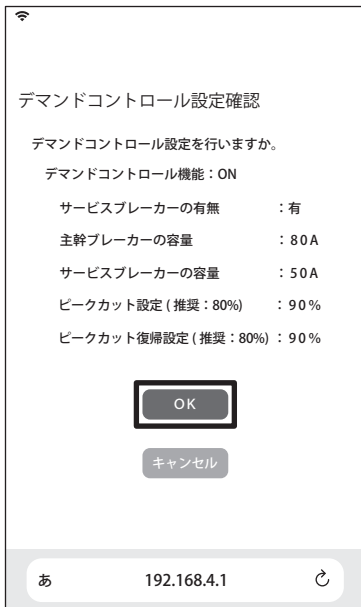 デマンドコントロール設定確認
デマンドコントロール設定を行いますか。
デマンドコントロール機能：ON
サービスブレーカーの有無　：有
主幹ブレーカーの容量　：80A
サービスブレーカーの容量　：50A
ピークカット設定 ( 推奨：80%)　：90%
ピークカット復帰設定 ( 推奨：80%)：90%
OK
キャンセル
あ　192.168.4.1